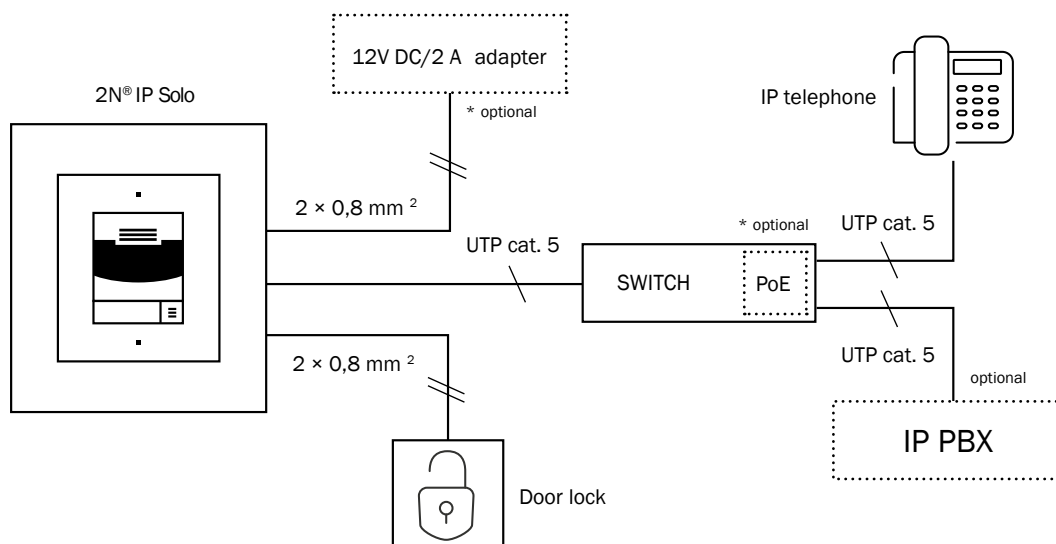 12V DC/2 A adapter
* optional
2N® IP Solo
IP telephone
2 × 0,8 mm ²
UTP cat. 5
* optional
UTP cat. 5
SWITCH
PoE
2 × 0,8 mm ²
UTP cat. 5
optional
IP PBX
Door lock